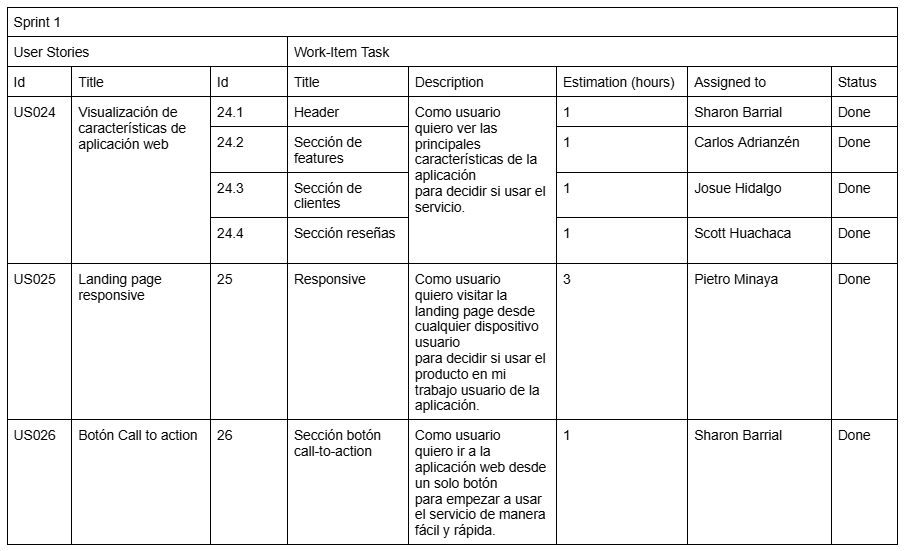 Sprint 1
User Stories
Work-Item Task
Id
Title
Id
Title
Description
Estimation (hours)
Assigned to
Status
US024
Visualización de
características de
aplicación web
24.1
Header
Como usuario
quiero ver las
principales
características de la
aplicación
para decidir si usar el
servicio.
1
Sharon Barrial
Done
24.2
Sección de
features
1
Carlos Adrianzén
Done
24.3
Sección de
clientes
1
Josue Hidalgo
Done
24.4
Sección reseñas
1
Scott Huachaca
Done
US025
Landing page
responsive
25
Responsive
Como usuario
quiero visitar la
landing page desde
cualquier dispositivo
usuario
para decidir si usar el
producto en mi
trabajo usuario de la
aplicación.
3
Pietro Minaya
Done
US026
Botón Call to action
26
Sección botón
call-to-action
Como usuario
quiero ir a la
aplicación web desde
un solo botón
para empezar a usar
el servicio de manera
fácil y rápida.
1
Sharon Barrial
Done